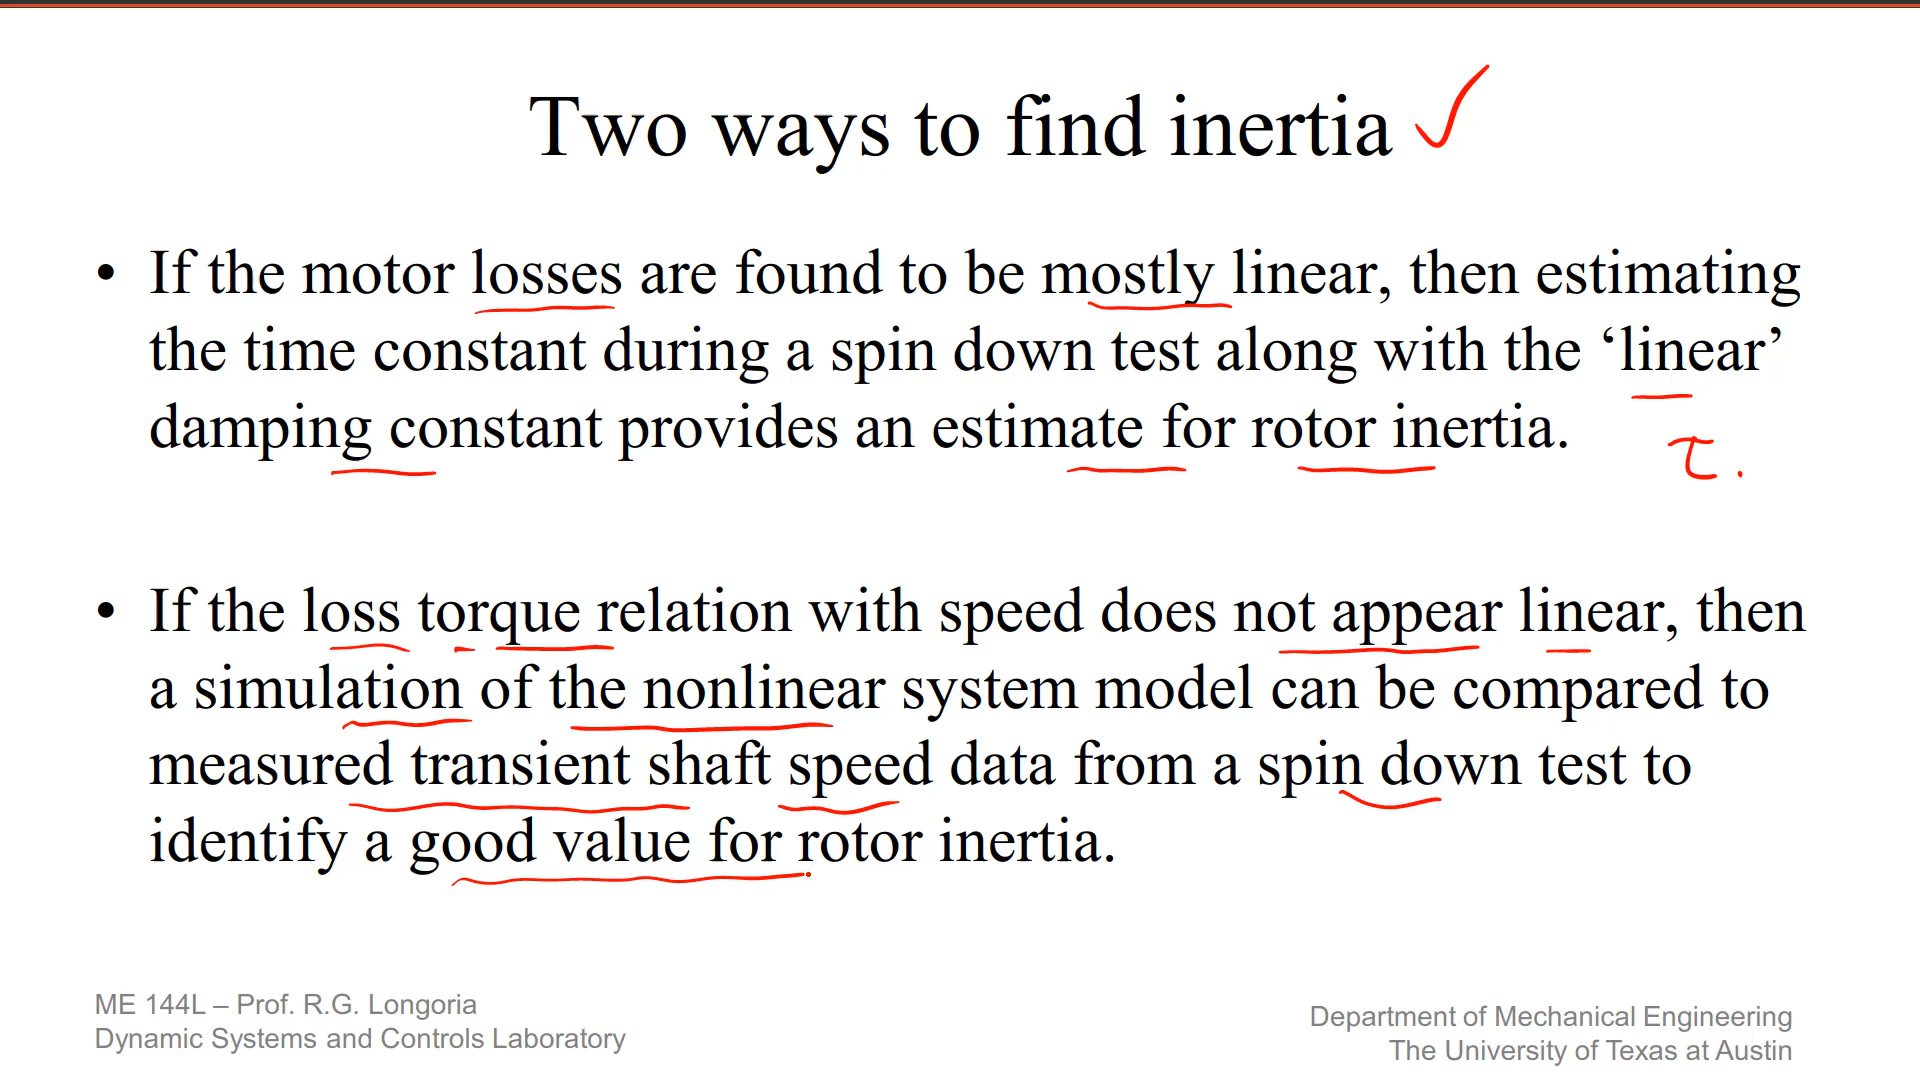 Two ways to find inertia ✓
• If the motor losses are found to be mostly linear, then estimating
the time constant during a spin down test along with the ‘linear’
damping constant provides an estimate for rotor inertia.
τ .
• If the loss torque relation with speed does not appear linear, then
a simulation of the nonlinear system model can be compared to
measured transient shaft speed data from a spin down test to
identify a good value for rotor inertia.
ME 144L – Prof. R.G. Longoria
Dynamic Systems and Controls Laboratory
Department of Mechanical Engineering
The University of Texas at Austin